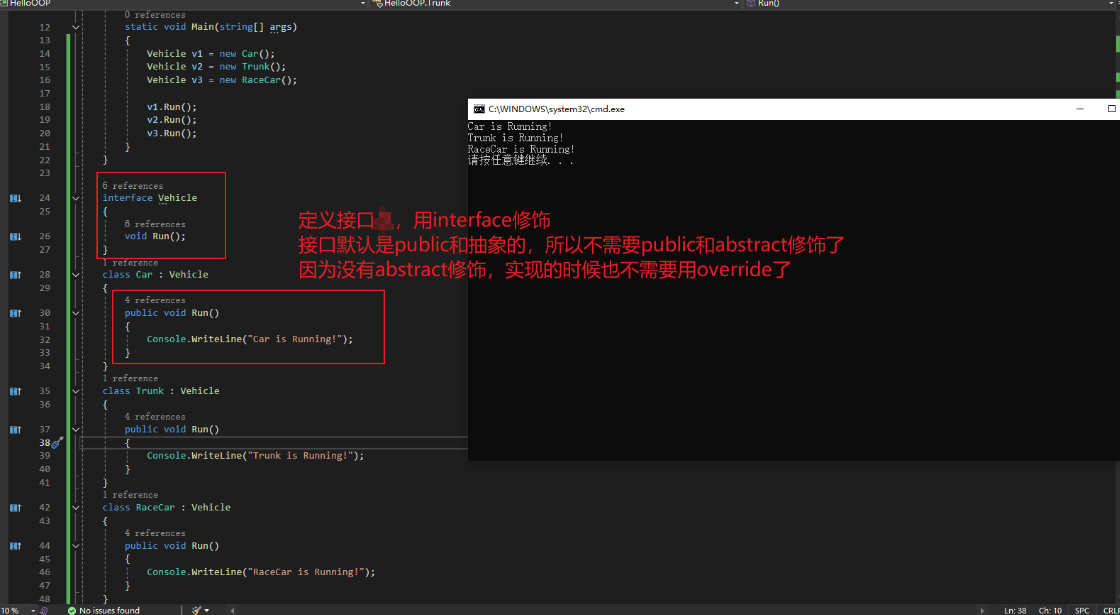 HelloOOP HelloOOP.Trunk Run()
0 references
12 static void Main(string[] args)
13 {
14 Vehicle v1 = new Car();
15 Vehicle v2 = new Trunk();
16 Vehicle v3 = new RaceCar();
17
18 v1.Run();
19 v2.Run();
20 v3.Run();
21 }
22 }
23
6 references
24 interface Vehicle
25 {
6 references
26 void Run();
27 }
1 reference
28 class Car : Vehicle
29 {
4 references
30 public void Run()
31 {
32 Console.WriteLine("Car is Running!");
33 }
34 }
1 reference
35 class Trunk : Vehicle
36 {
4 references
37 public void Run()
38 {
39 Console.WriteLine("Trunk is Running!");
40 }
41 }
1 reference
42 class RaceCar : Vehicle
43 {
4 references
44 public void Run()
45 {
46 Console.WriteLine("RaceCar is Running!");
47 }
48 }
C:\WINDOWS\system32\cmd.exe
Car is Running!
Trunk is Running!
RaceCar is Running!
请按任意键继续. . .
定义接口，用interface修饰
接口默认是public和抽象的，所以不需要public和abstract修饰了
因为没有abstract修饰，实现的时候也不需要用override了
10 % No issues found Ln: 38 Ch: 10 SPC CRL